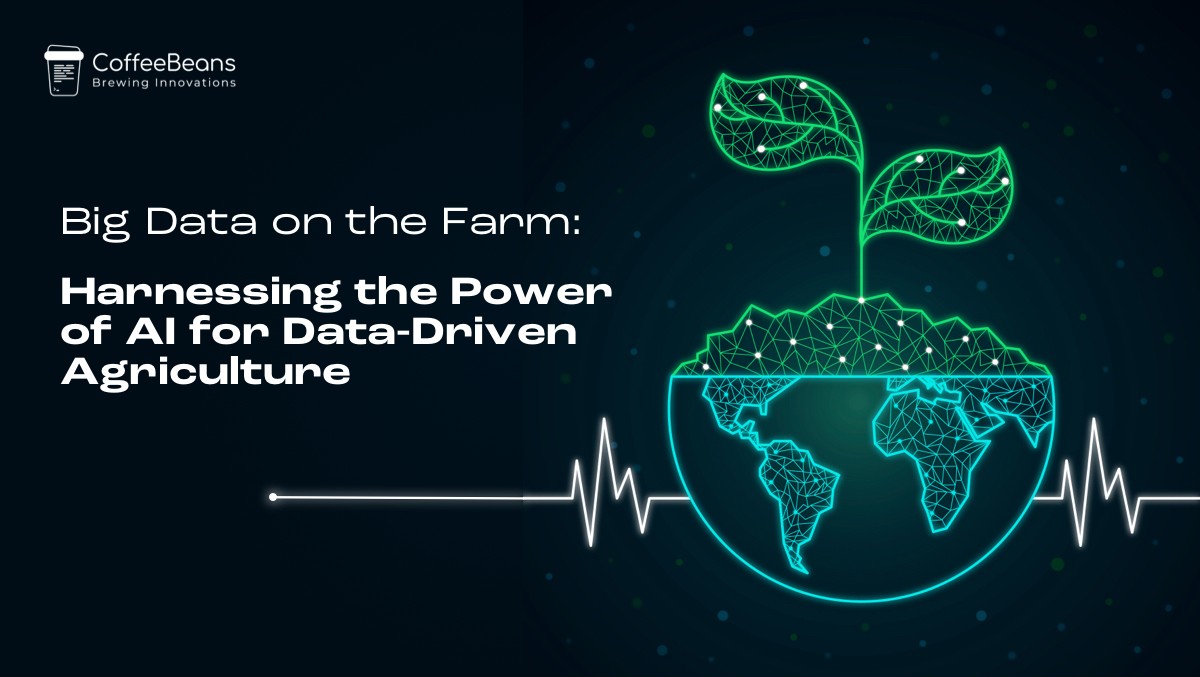 CoffeeBeans
Brewing Innovations
Big Data on the Farm:
Harnessing the Power
of AI for Data-Driven
Agriculture